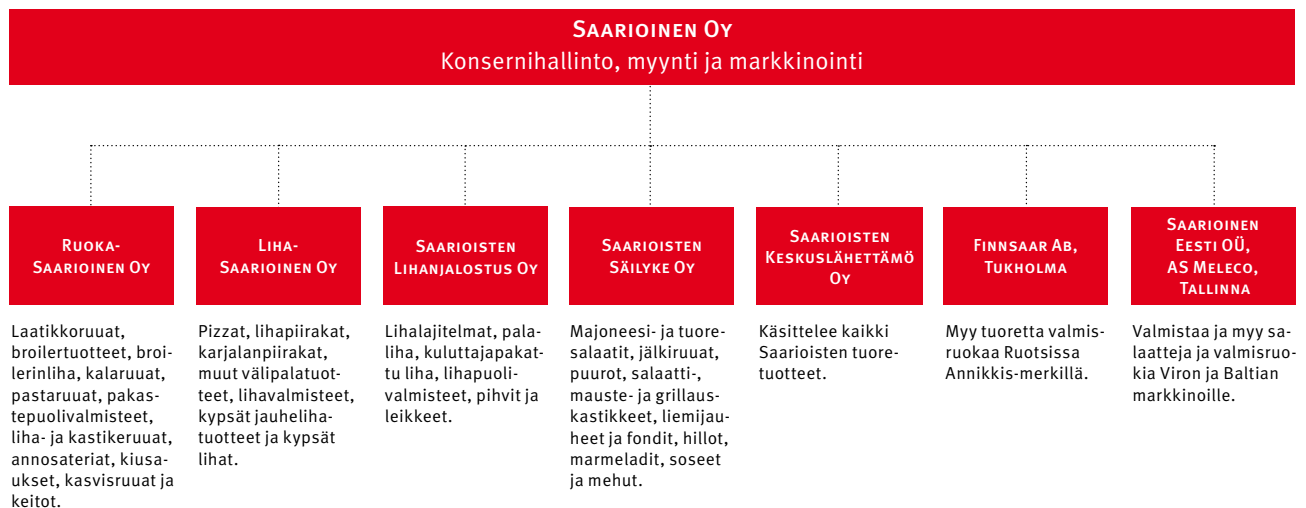 Saarioinen Oy
Konsernihallinto, myynti ja markkinointi
Ruoka-
Saarioinen Oy
Laatikkoruuat,
broilertuotteet, broi-
lerinliha, kalaruuat,
pastaruuat, pakas-
tepuolivalmisteet,
liha- ja kastikeruuat,
annosateriat, kiusa-
ukset, kasvisruuat ja
keitot.
Liha-
Saarioinen Oy
Pizzat, lihapiirakat,
karjalanpiirakat,
muut välipalatuot-
teet, lihavalmisteet,
kypsät jauheliha-
tuotteet ja kypsät
lihat.
Saarioisten
Lihanjalostus Oy
Lihalajitelmat, pala-
liha, kuluttajapakat-
tu liha, lihapuoli-
valmisteet, pihvit ja
leikkeet.
Saarioisten
Säilyke Oy
Majoneesi- ja tuore-
salaatit, jälkiruuat,
puurot, salaatti-,
mauste- ja grillaus-
kastikkeet, liemijau-
heet ja fondit, hillot,
marmeladit, soseet
ja mehut.
Saarioisten
Keskuslähettämö
Oy
Käsittelee kaikki
Saarioisten tuore-
tuotteet.
Finnsaar Ab,
Tukholma
Myy tuoretta valmis-
ruokaa Ruotsissa
Annikkis-merkillä.
Saarioinen
Eesti OÜ,
AS Meleco,
Tallinna
Valmistaa ja myy sa-
laatteja ja valmisruo-
kia Viron ja Baltian
markkinoille.